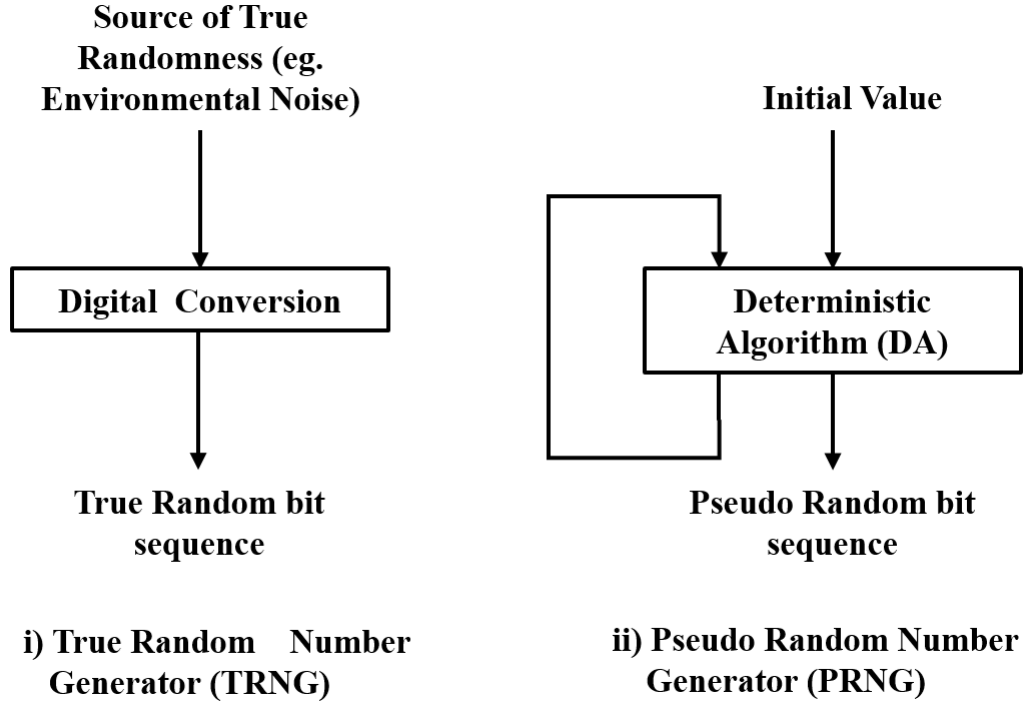 Source of True
Randomness (eg.
Environmental Noise)
Digital Conversion
True Random bit
sequence
i) True Random Number
Generator (TRNG)
Initial Value
Deterministic
Algorithm (DA)
Pseudo Random bit
sequence
ii) Pseudo Random Number
Generator (PRNG)